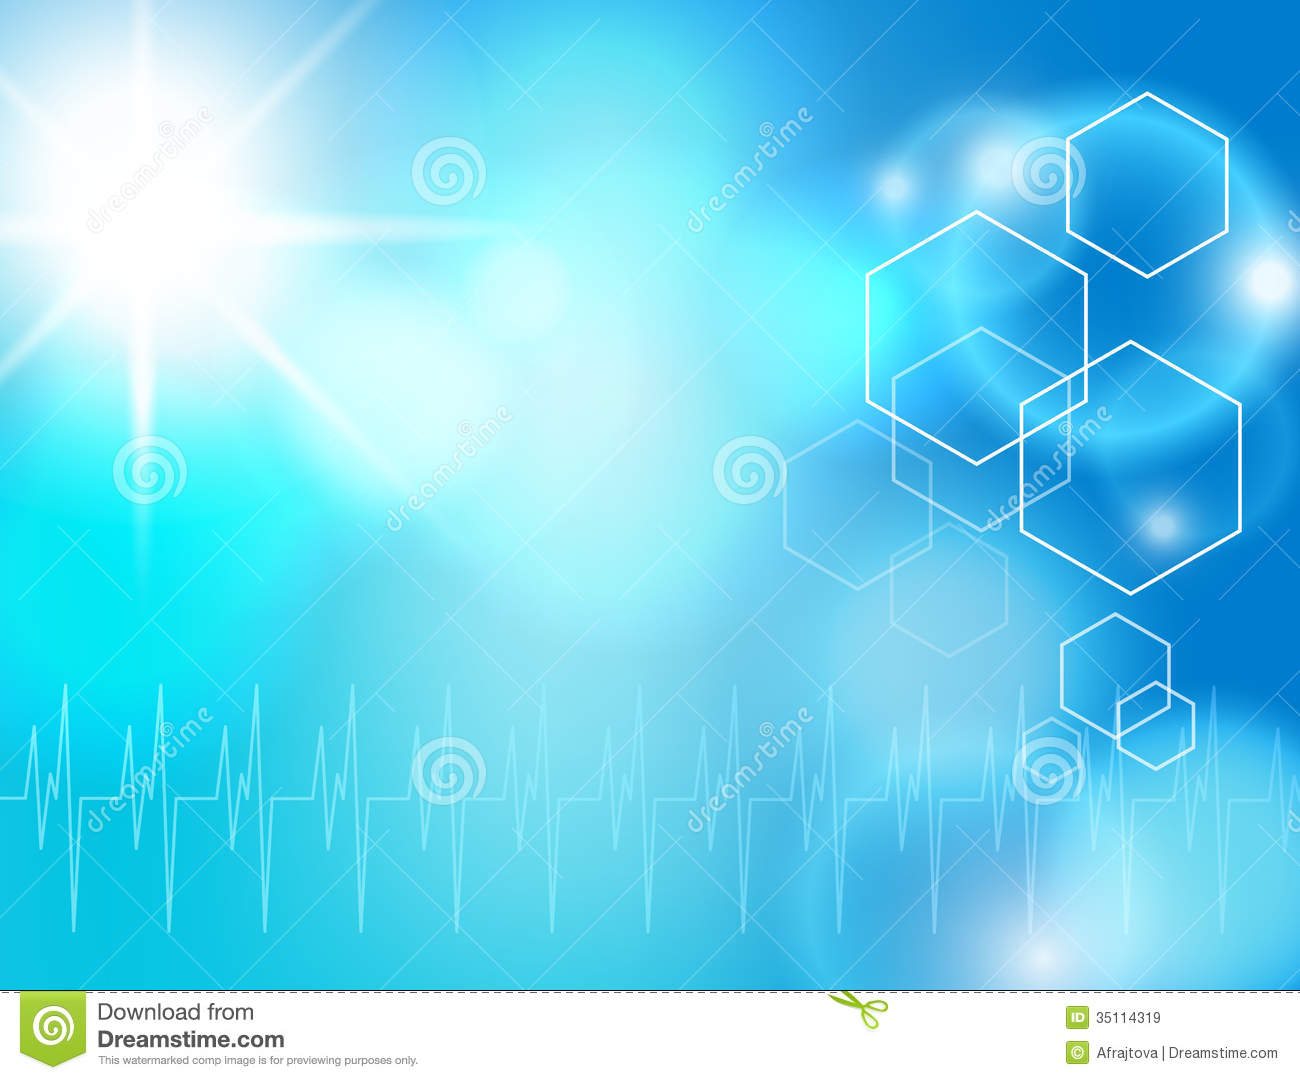 dreamstime
dreamstime
dreamstime
dreamstime
dreamstime
dreamstime
Download from
Dreamstime.com
This watermarked comp image is for previewing purposes only.
ID 35114319
© Afrajtova | Dreamstime.com